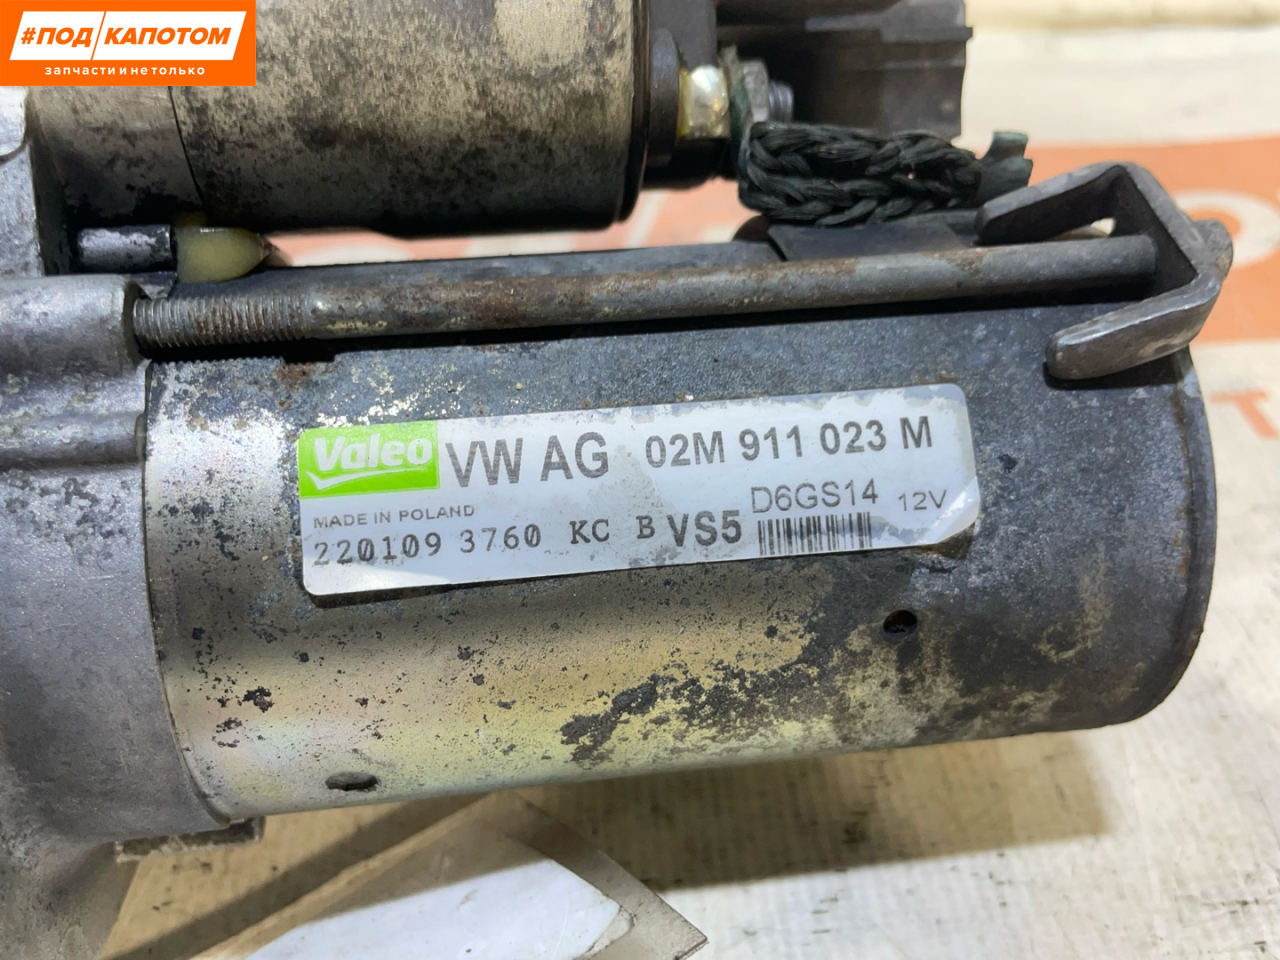 #ПОД/КАПОТОМ
запчасти и не только
Valeo VW AG 02M 911 023 M
MADE IN POLAND D6GS14 12V
220109 3760 KC B VS5